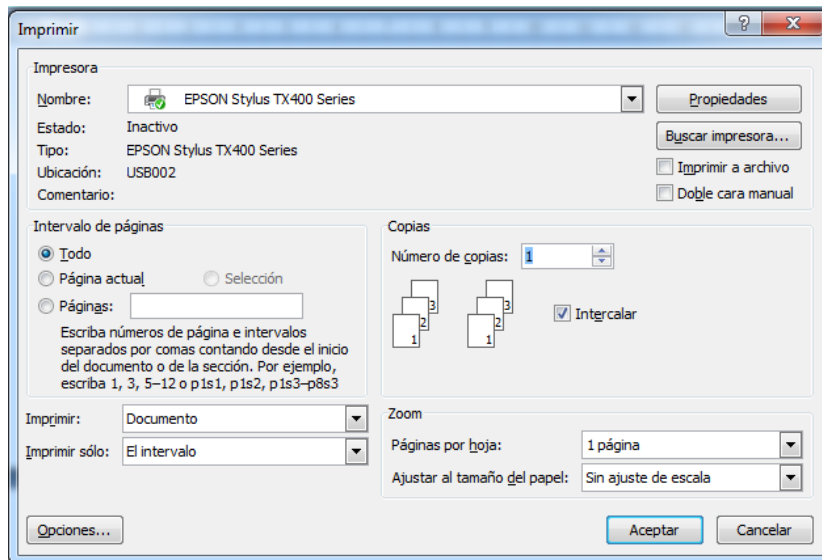 Imprimir
Impresora
Nombre: EPSON Stylus TX400 Series Propiedades
Estado: Inactivo Buscar impresora...
Tipo: EPSON Stylus TX400 Series
Ubicación: USB002 Imprimir a archivo
Comentario: Doble cara manual
Intervalo de páginas
Todo
Página actual Selección
Páginas:
Escriba números de página e intervalos
separados por comas contando desde el inicio
del documento o de la sección. Por ejemplo,
escriba 1, 3, 5–12 o p1s1, p1s2, p1s3–p8s3
Copias
Número de copias: 1
3 3
2 2
1 1
Intercalar
Imprimir: Documento
Imprimir sólo: El intervalo
Zoom
Páginas por hoja: 1 página
Ajustar al tamaño del papel: Sin ajuste de escala
Opciones... Aceptar Cancelar